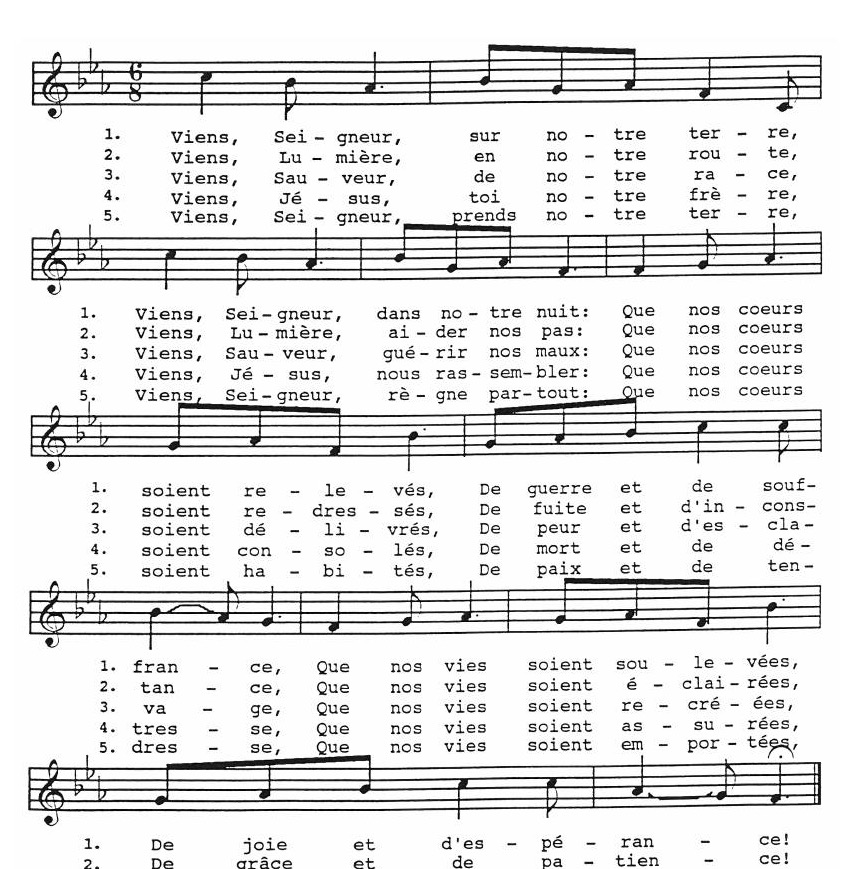 6
8
1. Viens, Sei - gneur, sur no - tre ter - re,
2. Viens, Lu - mière, en no - tre rou - te,
3. Viens, Sau - veur, de no - tre ra - ce,
4. Viens, Jé - sus, toi no - tre frè - re,
5. Viens, Sei - gneur, prends no - tre ter - re,
1. Viens, Sei - gneur, dans no - tre nuit: Que nos coeurs
2. Viens, Lu - mière, ai - der nos pas: Que nos coeurs
3. Viens, Sau - veur, gué - rir nos maux: Que nos coeurs
4. Viens, Jé - sus, nous ras - sem - bler: Que nos coeurs
5. Viens, Sei - gneur, rè - gne par - tout: Que nos coeurs
1. soient re - le - vés, De guerre et de souf-
2. soient re - dres - sés, De fuite et d'in - cons-
3. soient dé - li - vrés, De peur et d'es - cla-
4. soient con - so - lés, De mort et de dé -
5. soient ha - bi - tés, De paix et de ten-
1. fran - ce, Que nos vies soient sou - le - vées,
2. tan - ce, Que nos vies soient é - clai - rées,
3. va - ge, Que nos vies soient re - cré - ées,
4. tres - se, Que nos vies soient as - su - rées,
5. dres - se, Que nos vies soient em - por - tées,
1. De joie et d'es - pé - ran - ce!
2. De grâce et de pa - tien - ce!